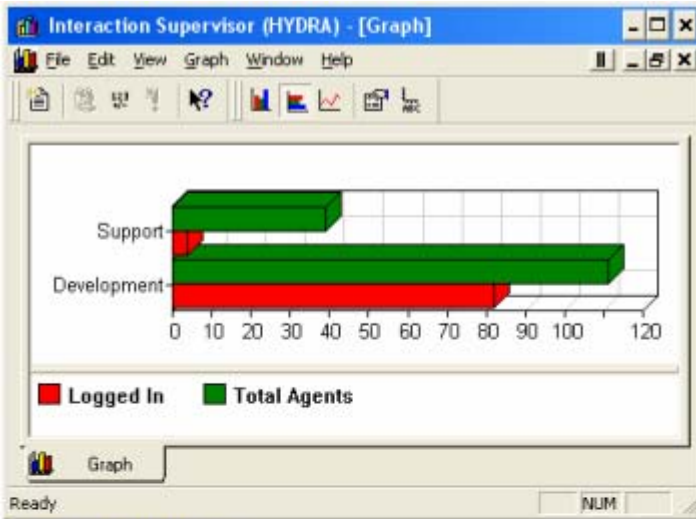 Interaction Supervisor (HYDRA) - [Graph]
File Edit View Graph Window Help
Support
Development
0 10 20 30 40 50 60 70 80 90 100 120
Logged In Total Agents
Graph
Ready NUM